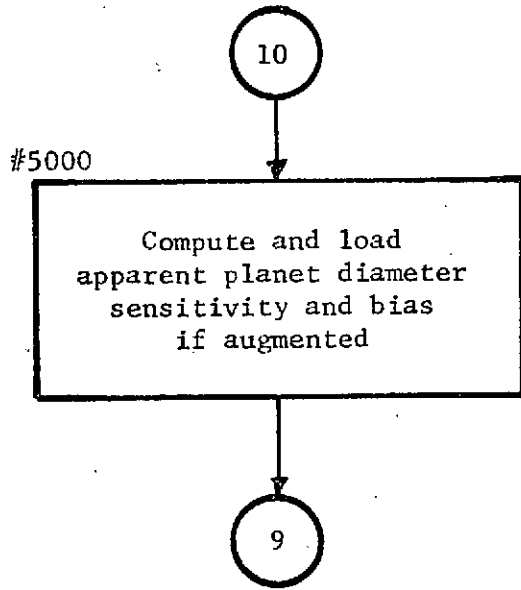 10
#5000
Compute and load
apparent planet diameter
sensitivity and bias
if augmented
9